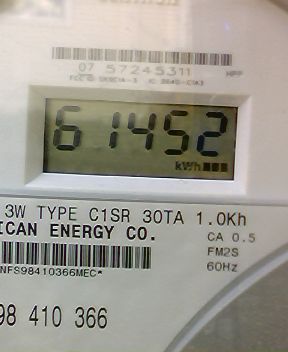 07 57245311
61452
kWh
3W TYPE C1SR 30TA 1.0Kh
ICAN ENERGY CO.
CA 0.5
FM2S
60Hz
NFS98410366MEC*
98 410 366